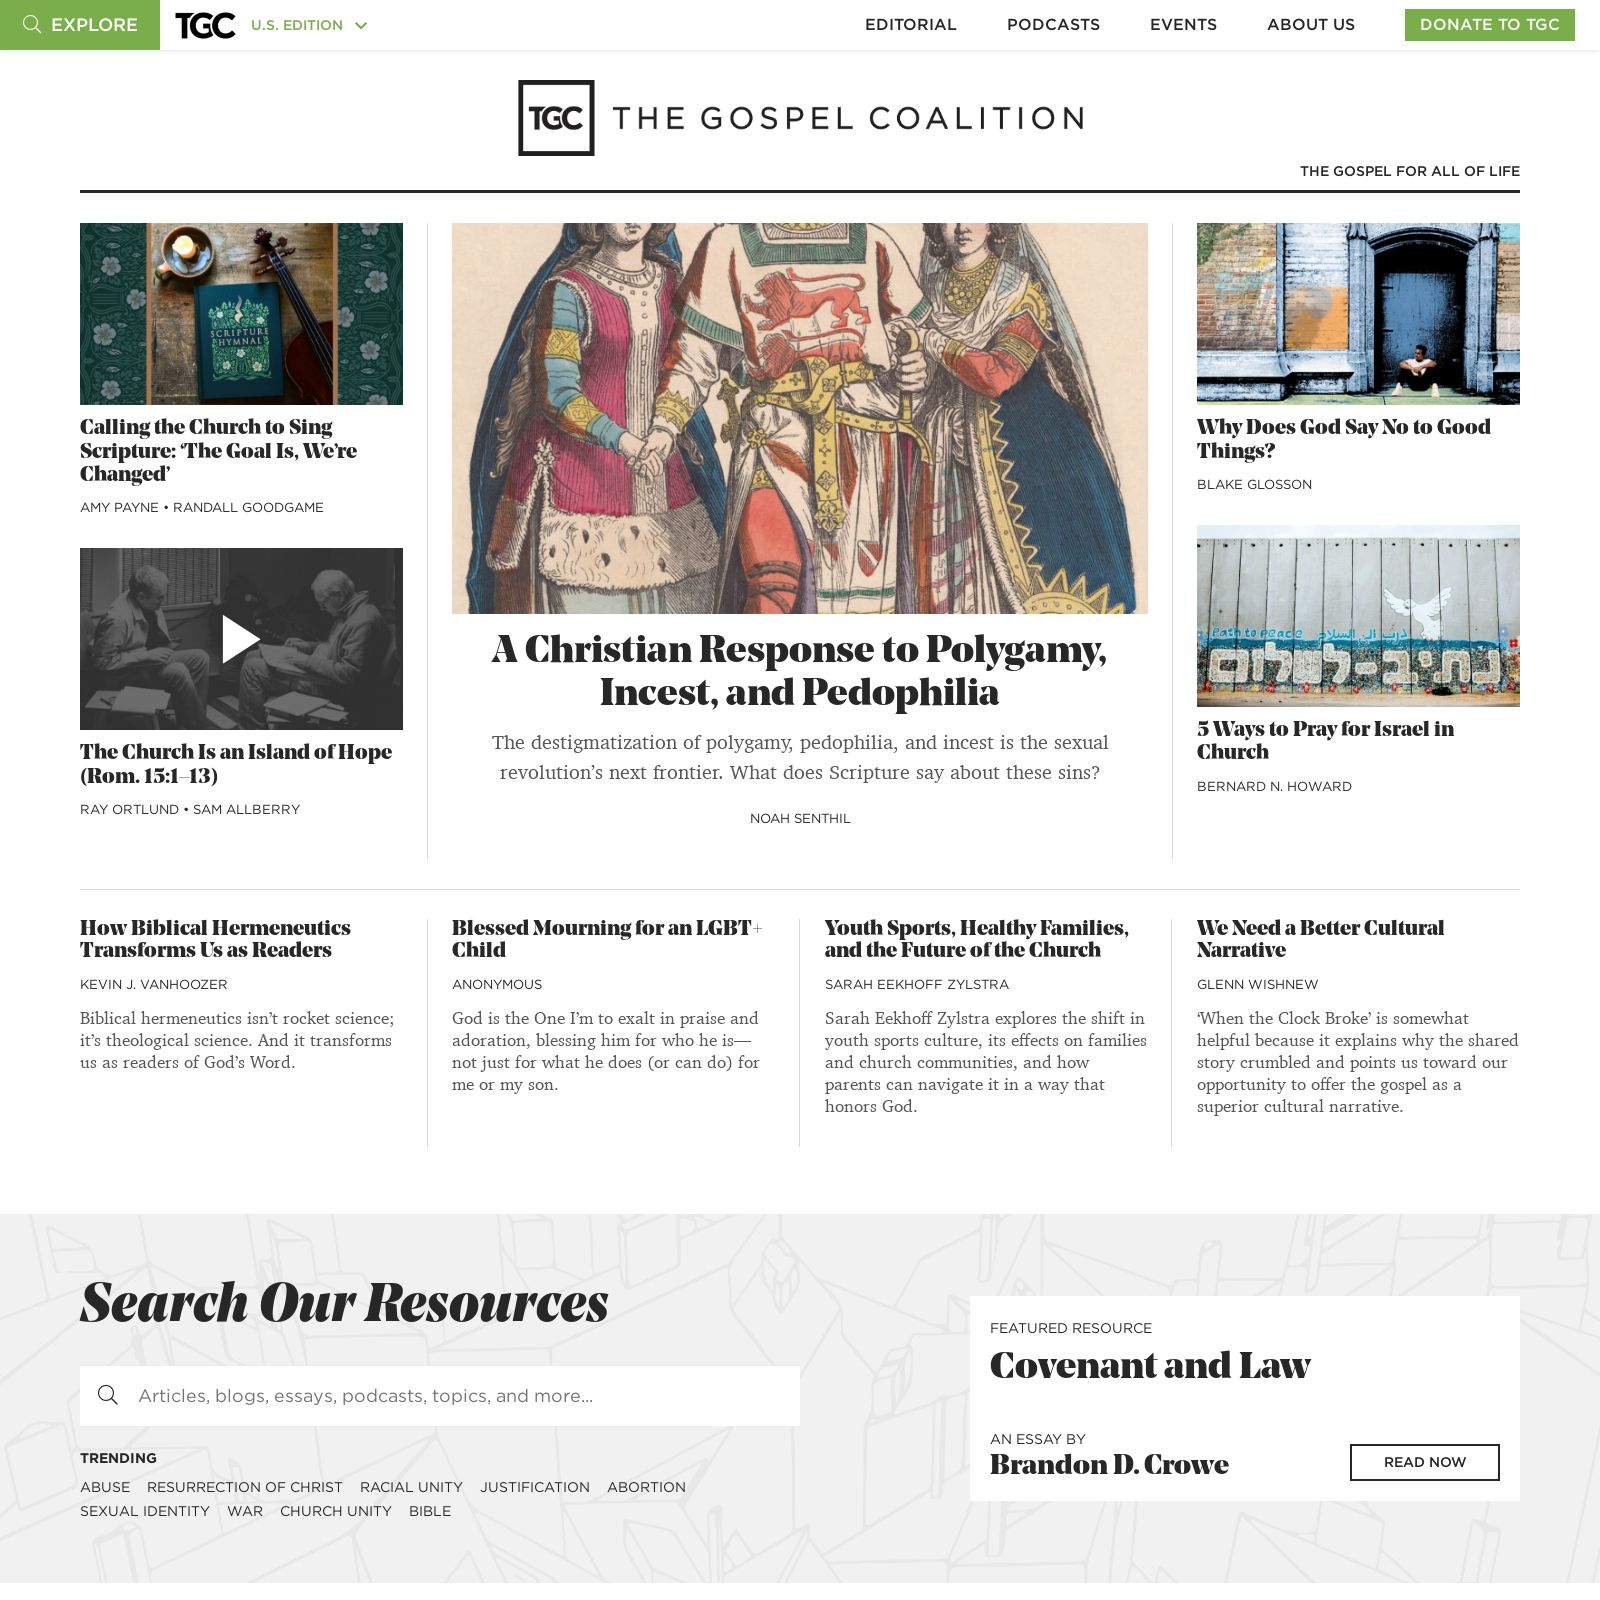 EXPLORE
TGC
U.S. EDITION
EDITORIAL
PODCASTS
EVENTS
ABOUT US
DONATE TO TGC
TGC
THE GOSPEL COALITION
THE GOSPEL FOR ALL OF LIFE
SCRIPTURE
HYMNAL
Calling the Church to Sing
Scripture: ‘The Goal Is, We’re
Changed’
AMY PAYNE • RANDALL GOODGAME
The Church Is an Island of Hope
(Rom. 15:1–13)
RAY ORTLUND • SAM ALLBERRY
A Christian Response to Polygamy,
Incest, and Pedophilia
The destigmatization of polygamy, pedophilia, and incest is the sexual
revolution’s next frontier. What does Scripture say about these sins?
NOAH SENTHIL
Why Does God Say No to Good
Things?
BLAKE GLOSSON
Path to peace درب الى السلام
נתיב-לשלום
5 Ways to Pray for Israel in
Church
BERNARD N. HOWARD
How Biblical Hermeneutics
Transforms Us as Readers
KEVIN J. VANHOOZER
Biblical hermeneutics isn’t rocket science;
it’s theological science. And it transforms
us as readers of God’s Word.
Blessed Mourning for an LGBT+
Child
ANONYMOUS
God is the One I’m to exalt in praise and
adoration, blessing him for who he is—
not just for what he does (or can do) for
me or my son.
Youth Sports, Healthy Families,
and the Future of the Church
SARAH EEKHOFF ZYLSTRA
Sarah Eekhoff Zylstra explores the shift in
youth sports culture, its effects on families
and church communities, and how
parents can navigate it in a way that
honors God.
We Need a Better Cultural
Narrative
GLENN WISHNEW
‘When the Clock Broke’ is somewhat
helpful because it explains why the shared
story crumbled and points us toward our
opportunity to offer the gospel as a
superior cultural narrative.
Search Our Resources
Articles, blogs, essays, podcasts, topics, and more...
TRENDING
ABUSE RESURRECTION OF CHRIST RACIAL UNITY JUSTIFICATION ABORTION
SEXUAL IDENTITY WAR CHURCH UNITY BIBLE
FEATURED RESOURCE
Covenant and Law
AN ESSAY BY
Brandon D. Crowe
READ NOW